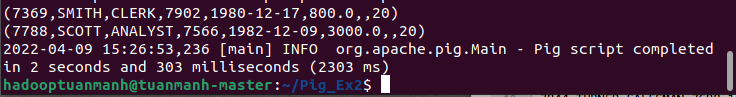 (7369,SMITH,CLERK,7902,1980-12-17,800.0,,20)
(7788,SCOTT,ANALYST,7566,1982-12-09,3000.0,,20)
2022-04-09 15:26:53,236 [main] INFO  org.apache.pig.Main - Pig script completed
in 2 seconds and 303 milliseconds (2303 ms)
hadooptuanmanh@tuanmanh-master:~/Pig_Ex2$